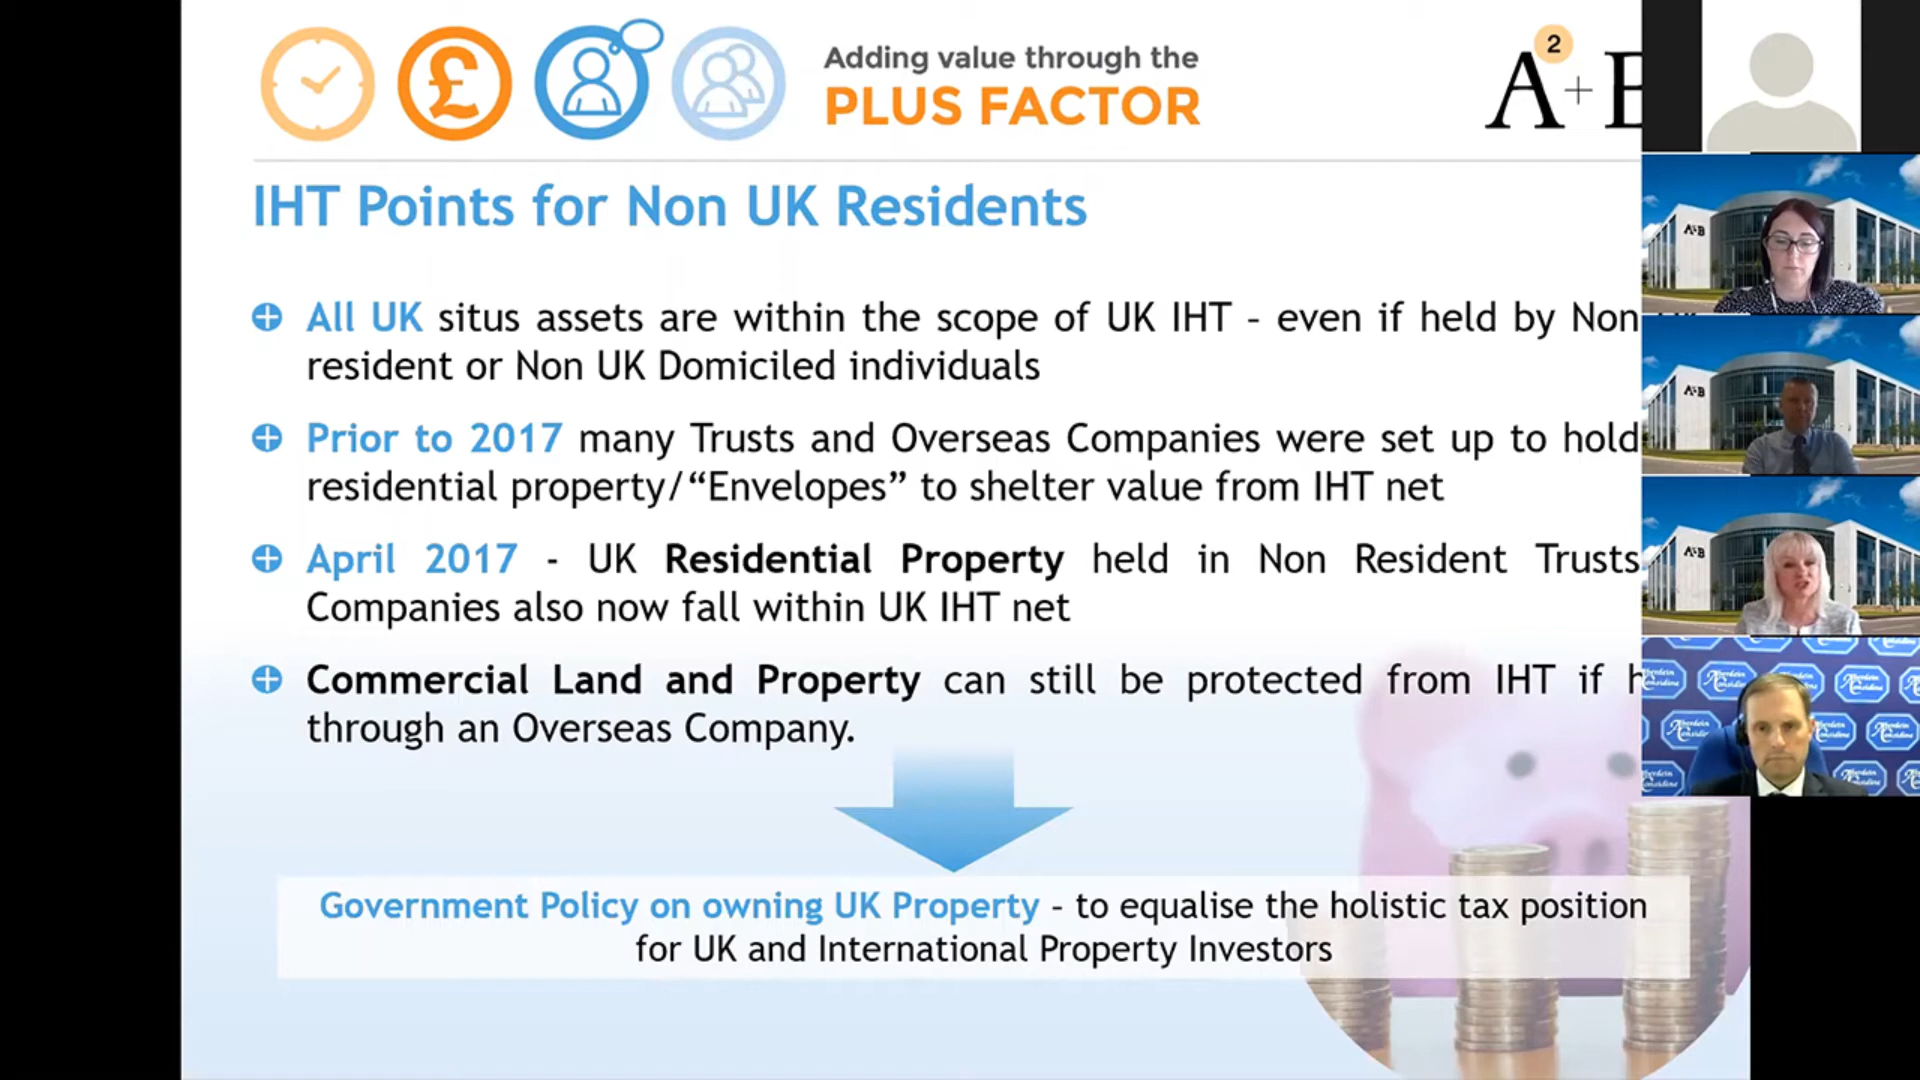 Adding value through the
PLUS FACTOR
A+
2
IHT Points for Non UK Residents
All UK situs assets are within the scope of UK IHT – even if held by Non
resident or Non UK Domiciled individuals
Prior to 2017 many Trusts and Overseas Companies were set up to hold
residential property/“Envelopes” to shelter value from IHT net
April 2017 - UK Residential Property held in Non Resident Trusts
Companies also now fall within UK IHT net
Commercial Land and Property can still be protected from IHT if
through an Overseas Company.
Government Policy on owning UK Property – to equalise the holistic tax position
for UK and International Property Investors
A+B
A+B
A+B
Aberdein
Considine